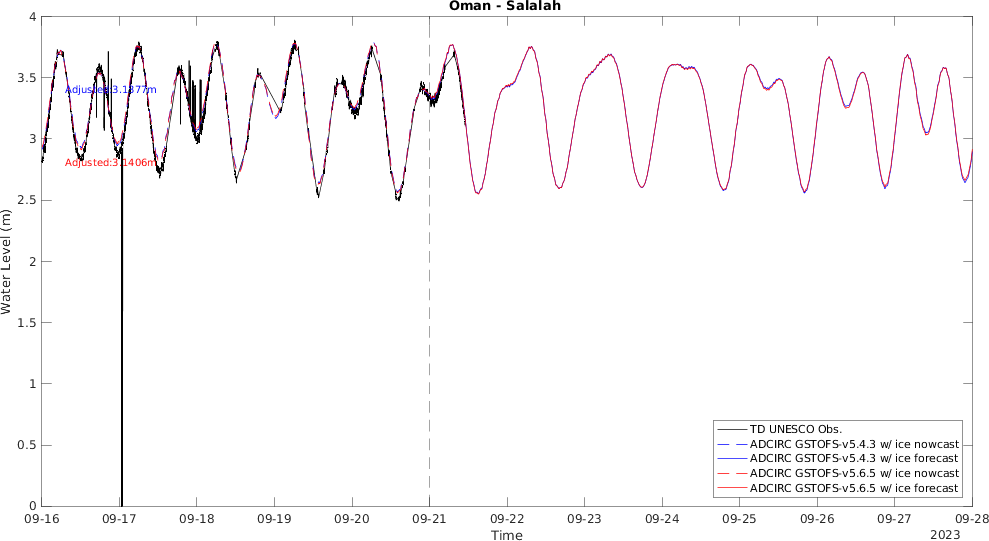 Oman - Salalah
4
3.5
3
2.5
2
1.5
1
0.5
0
Water Level (m)
Adjusted:3.1377m
Adjusted:3.1406m
TD UNESCO Obs.
ADCIRC GSTOFS-v5.4.3 w/ ice nowcast
ADCIRC GSTOFS-v5.4.3 w/ ice forecast
ADCIRC GSTOFS-v5.6.5 w/ ice nowcast
ADCIRC GSTOFS-v5.6.5 w/ ice forecast
09-16 09-17 09-18 09-19 09-20 09-21 09-22 09-23 09-24 09-25 09-26 09-27 09-28
Time
2023